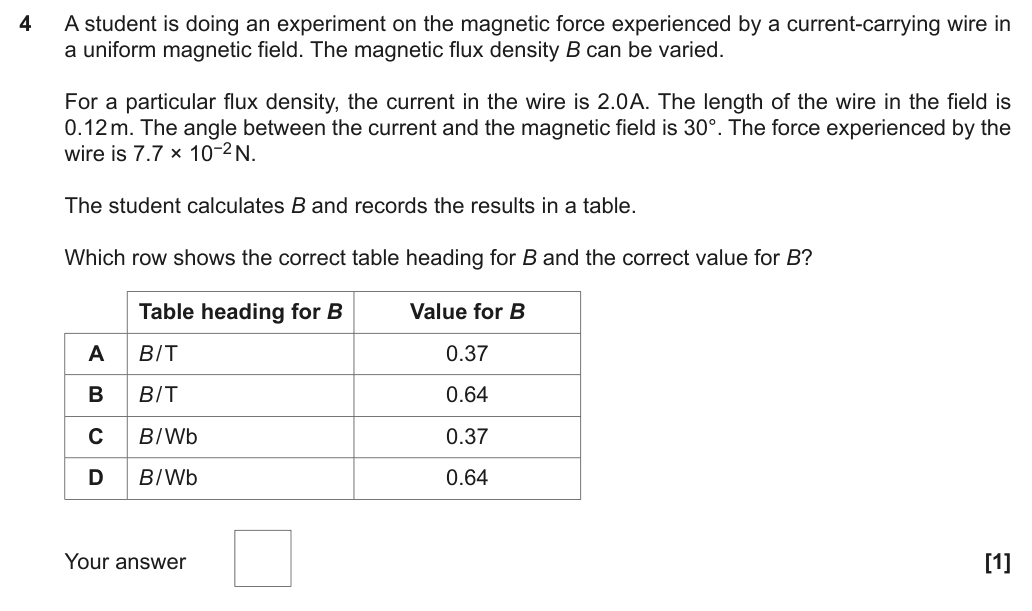 4 A student is doing an experiment on the magnetic force experienced by a current-carrying wire in
a uniform magnetic field. The magnetic flux density B can be varied.
For a particular flux density, the current in the wire is 2.0A. The length of the wire in the field is
0.12m. The angle between the current and the magnetic field is 30°. The force experienced by the
wire is 7.7 × 10⁻²N.
The student calculates B and records the results in a table.
Which row shows the correct table heading for B and the correct value for B?
Table heading for B Value for B
A B/T 0.37
B B/T 0.64
C B/Wb 0.37
D B/Wb 0.64
Your answer [1]